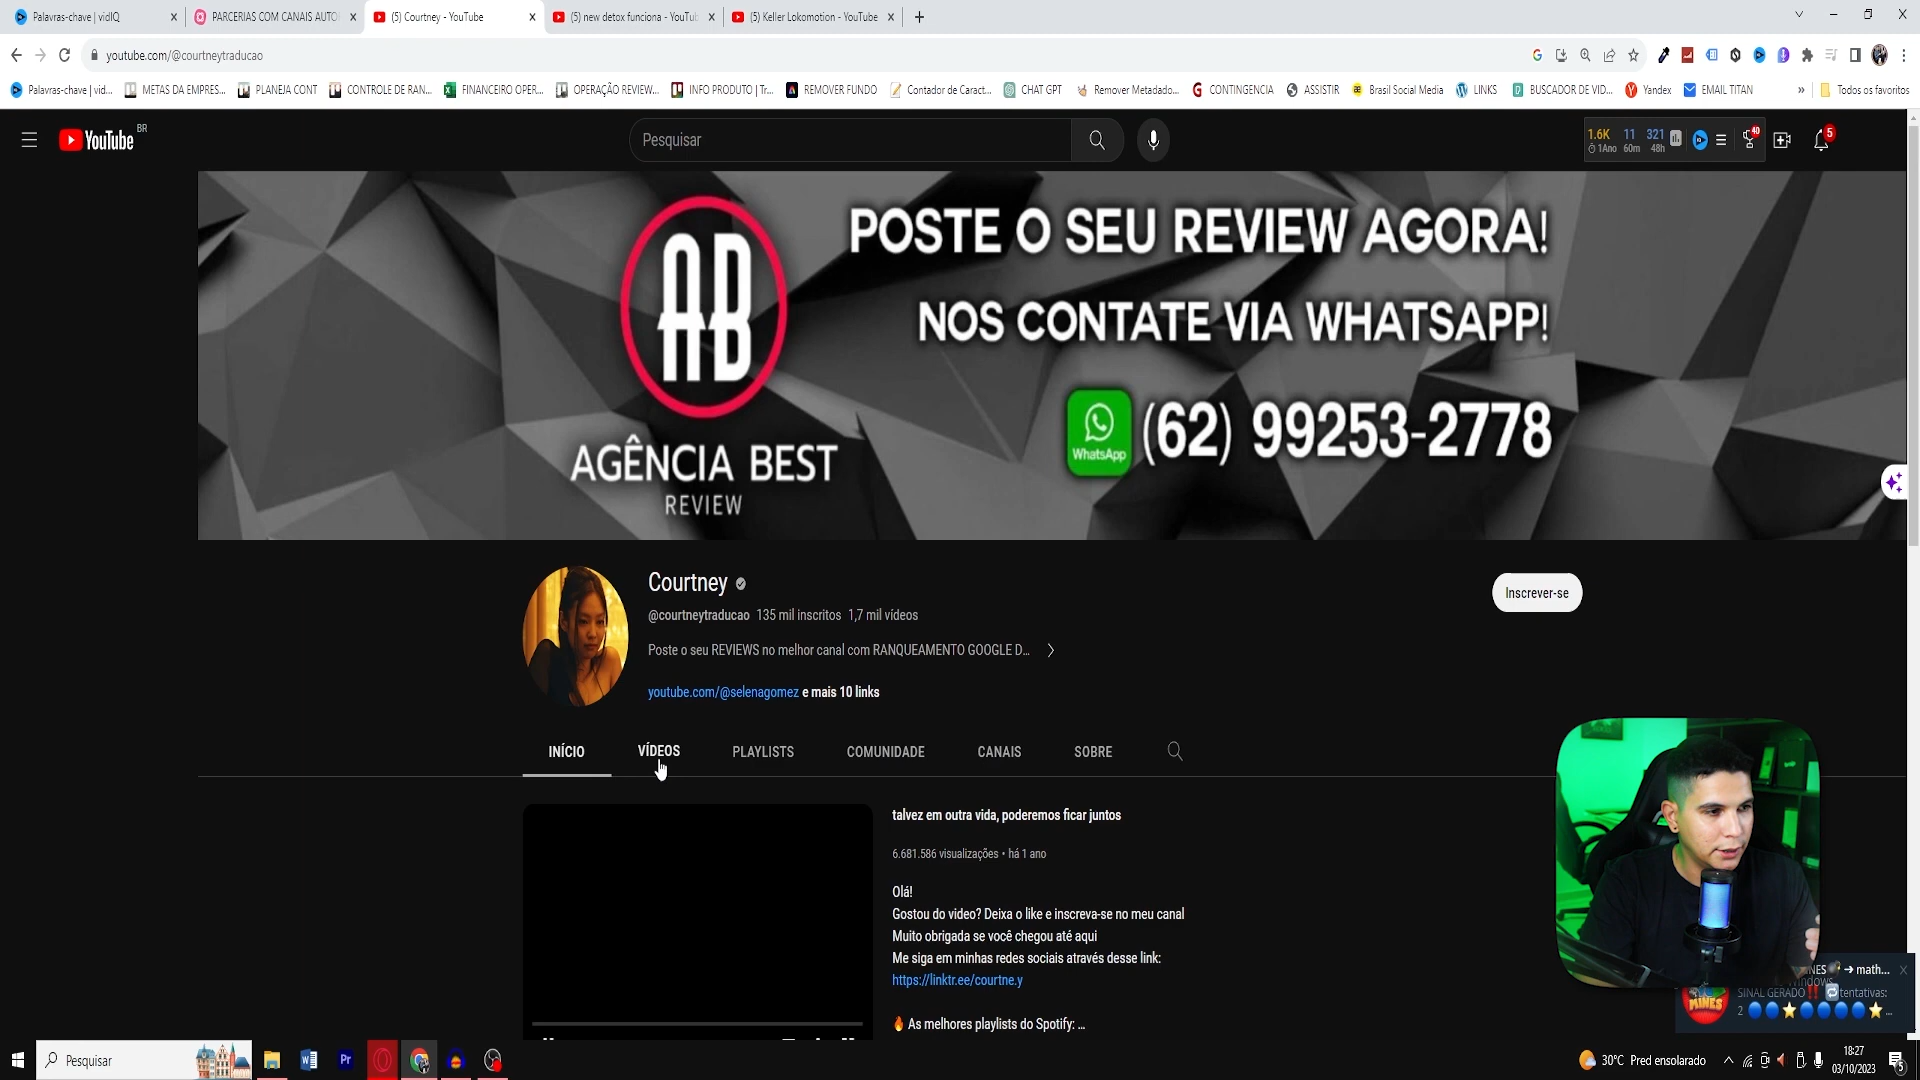 Palavras-chave | vidIQ
PARCERIAS COM CANAIS AUTO
(5) Courtney - YouTube
(5) new detox funciona - YouTu
(5) Keller Lokomotion - YouTube
youtube.com/@courtneytraducao
Palavras-chave | vid...
METAS DA EMPRES...
PLANEJA CONT
CONTROLE DE RAN...
FINANCEIRO OPER...
OPERAÇÃO REVIEW...
INFO PRODUTO | Tr...
REMOVER FUNDO
Contador de Caract...
CHAT GPT
Remover Metadado...
CONTINGENCIA
ASSISTIR
Brasil Social Media
LINKS
BUSCADOR DE VID...
Yandex
EMAIL TITAN
»
Todos os favoritos
YouTube BR
Pesquisar
1.6K 11 321
1Ano 60m 48h
40
5
POSTE O SEU REVIEW AGORA!
NOS CONTATE VIA WHATSAPP!
WhatsApp
(62) 99253-2778
AB
AGÊNCIA BEST
REVIEW
Courtney
@courtneytraducao 135 mil inscritos 1,7 mil vídeos
Poste o seu REVIEWS no melhor canal com RANQUEAMENTO GOOGLE D...
youtube.com/@selenagomez e mais 10 links
Inscrever-se
INÍCIO VÍDEOS PLAYLISTS COMUNIDADE CANAIS SOBRE
talvez em outra vida, poderemos ficar juntos
6.681.586 visualizações • há 1 ano
Olá!
Gostou do video? Deixa o like e inscreva-se no meu canal
Muito obrigada se você chegou até aqui
Me siga em minhas redes sociais através desse link:
https://linktr.ee/courtne.y
🔥 As melhores playlists do Spotify: ...
➜ math...
SINAL GERADO‼️ tentativas:
2 🔵🔵⭐🔵🔵🔵🔵⭐...
MINES
Pesquisar
Pr
30°C Pred ensolarado
18:27
03/10/2023
5